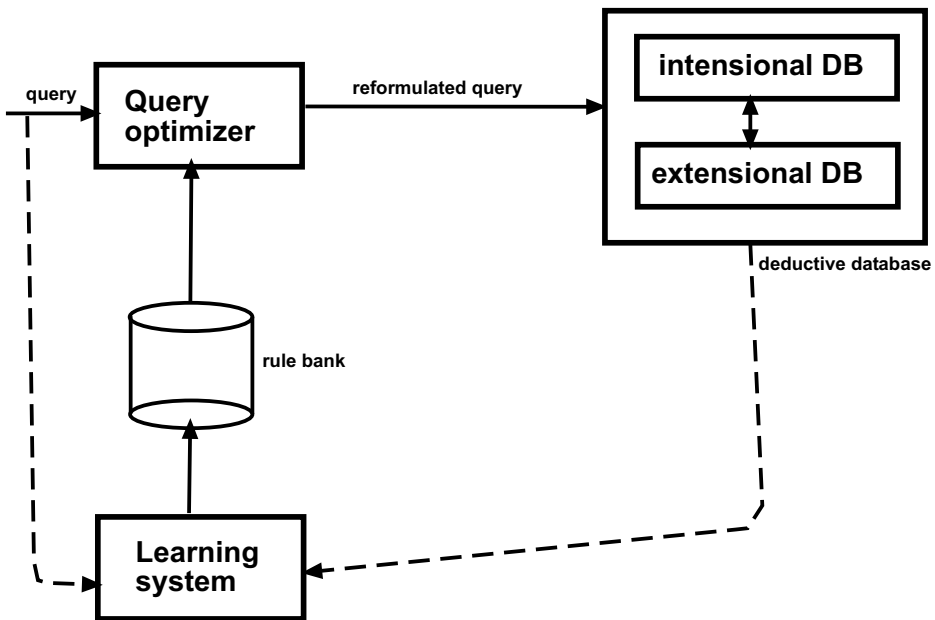 query
Query
optimizer
reformulated query
intensional DB
extensional DB
deductive database
rule bank
Learning
system